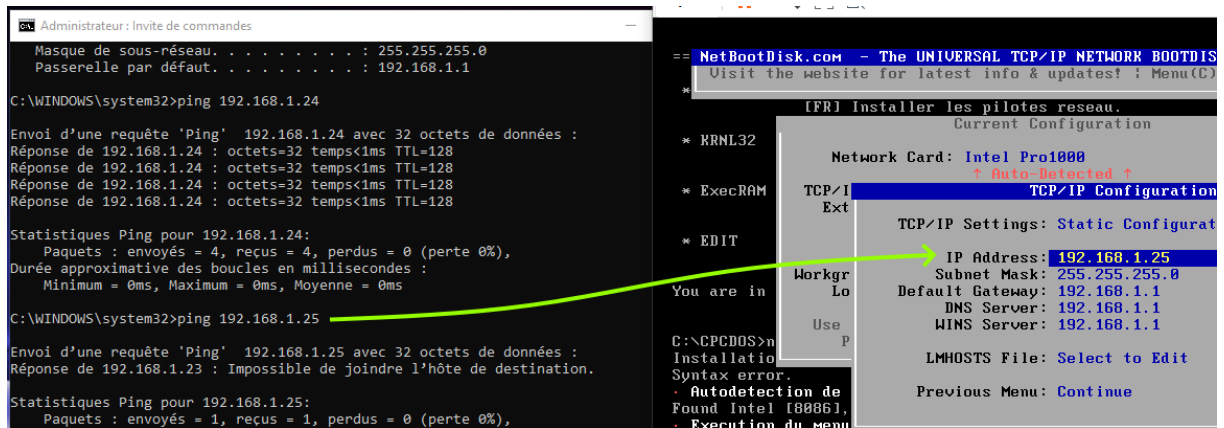 Administrateur : Invite de commandes
Masque de sous-réseau. . . . . . . . . : 255.255.255.0
Passerelle par défaut. . . . . . . . . : 192.168.1.1
C:\WINDOWS\system32>ping 192.168.1.24
Envoi d'une requête 'Ping'  192.168.1.24 avec 32 octets de données :
Réponse de 192.168.1.24 : octets=32 temps<1ms TTL=128
Réponse de 192.168.1.24 : octets=32 temps<1ms TTL=128
Réponse de 192.168.1.24 : octets=32 temps<1ms TTL=128
Réponse de 192.168.1.24 : octets=32 temps<1ms TTL=128
Statistiques Ping pour 192.168.1.24:
Paquets : envoyés = 4, reçus = 4, perdus = 0 (perte 0%),
Durée approximative des boucles en millisecondes :
Minimum = 0ms, Maximum = 0ms, Moyenne = 0ms
C:\WINDOWS\system32>ping 192.168.1.25
Envoi d'une requête 'Ping'  192.168.1.25 avec 32 octets de données :
Réponse de 192.168.1.23 : Impossible de joindre l'hôte de destination.
Statistiques Ping pour 192.168.1.25:
Paquets : envoyés = 1, reçus = 1, perdus = 0 (perte 0%),
== NetBootDisk.com - The UNIVERSAL TCP/IP NETWORK BOOTDIS
Visit the website for latest info & updates! ¦ Menu(C)
*
[FR] Installer les pilotes reseau.
Current Configuration
* KRNL32
Network Card: Intel Pro1000
↑ Auto-Detected ↑
* ExecRAM TCP/I TCP/IP Configuration
Ext
TCP/IP Settings: Static Configurat
* EDIT
IP Address: 192.168.1.25
Workgr Subnet Mask: 255.255.255.0
You are in Lo Default Gateway: 192.168.1.1
DNS Server: 192.168.1.1
Use WINS Server: 192.168.1.1
C:\CPCDOS>n P
Installatio LMHOSTS File: Select to Edit
Syntax error.
· Autodetection de Previous Menu: Continue
Found Intel [8086],
· Execution du menu